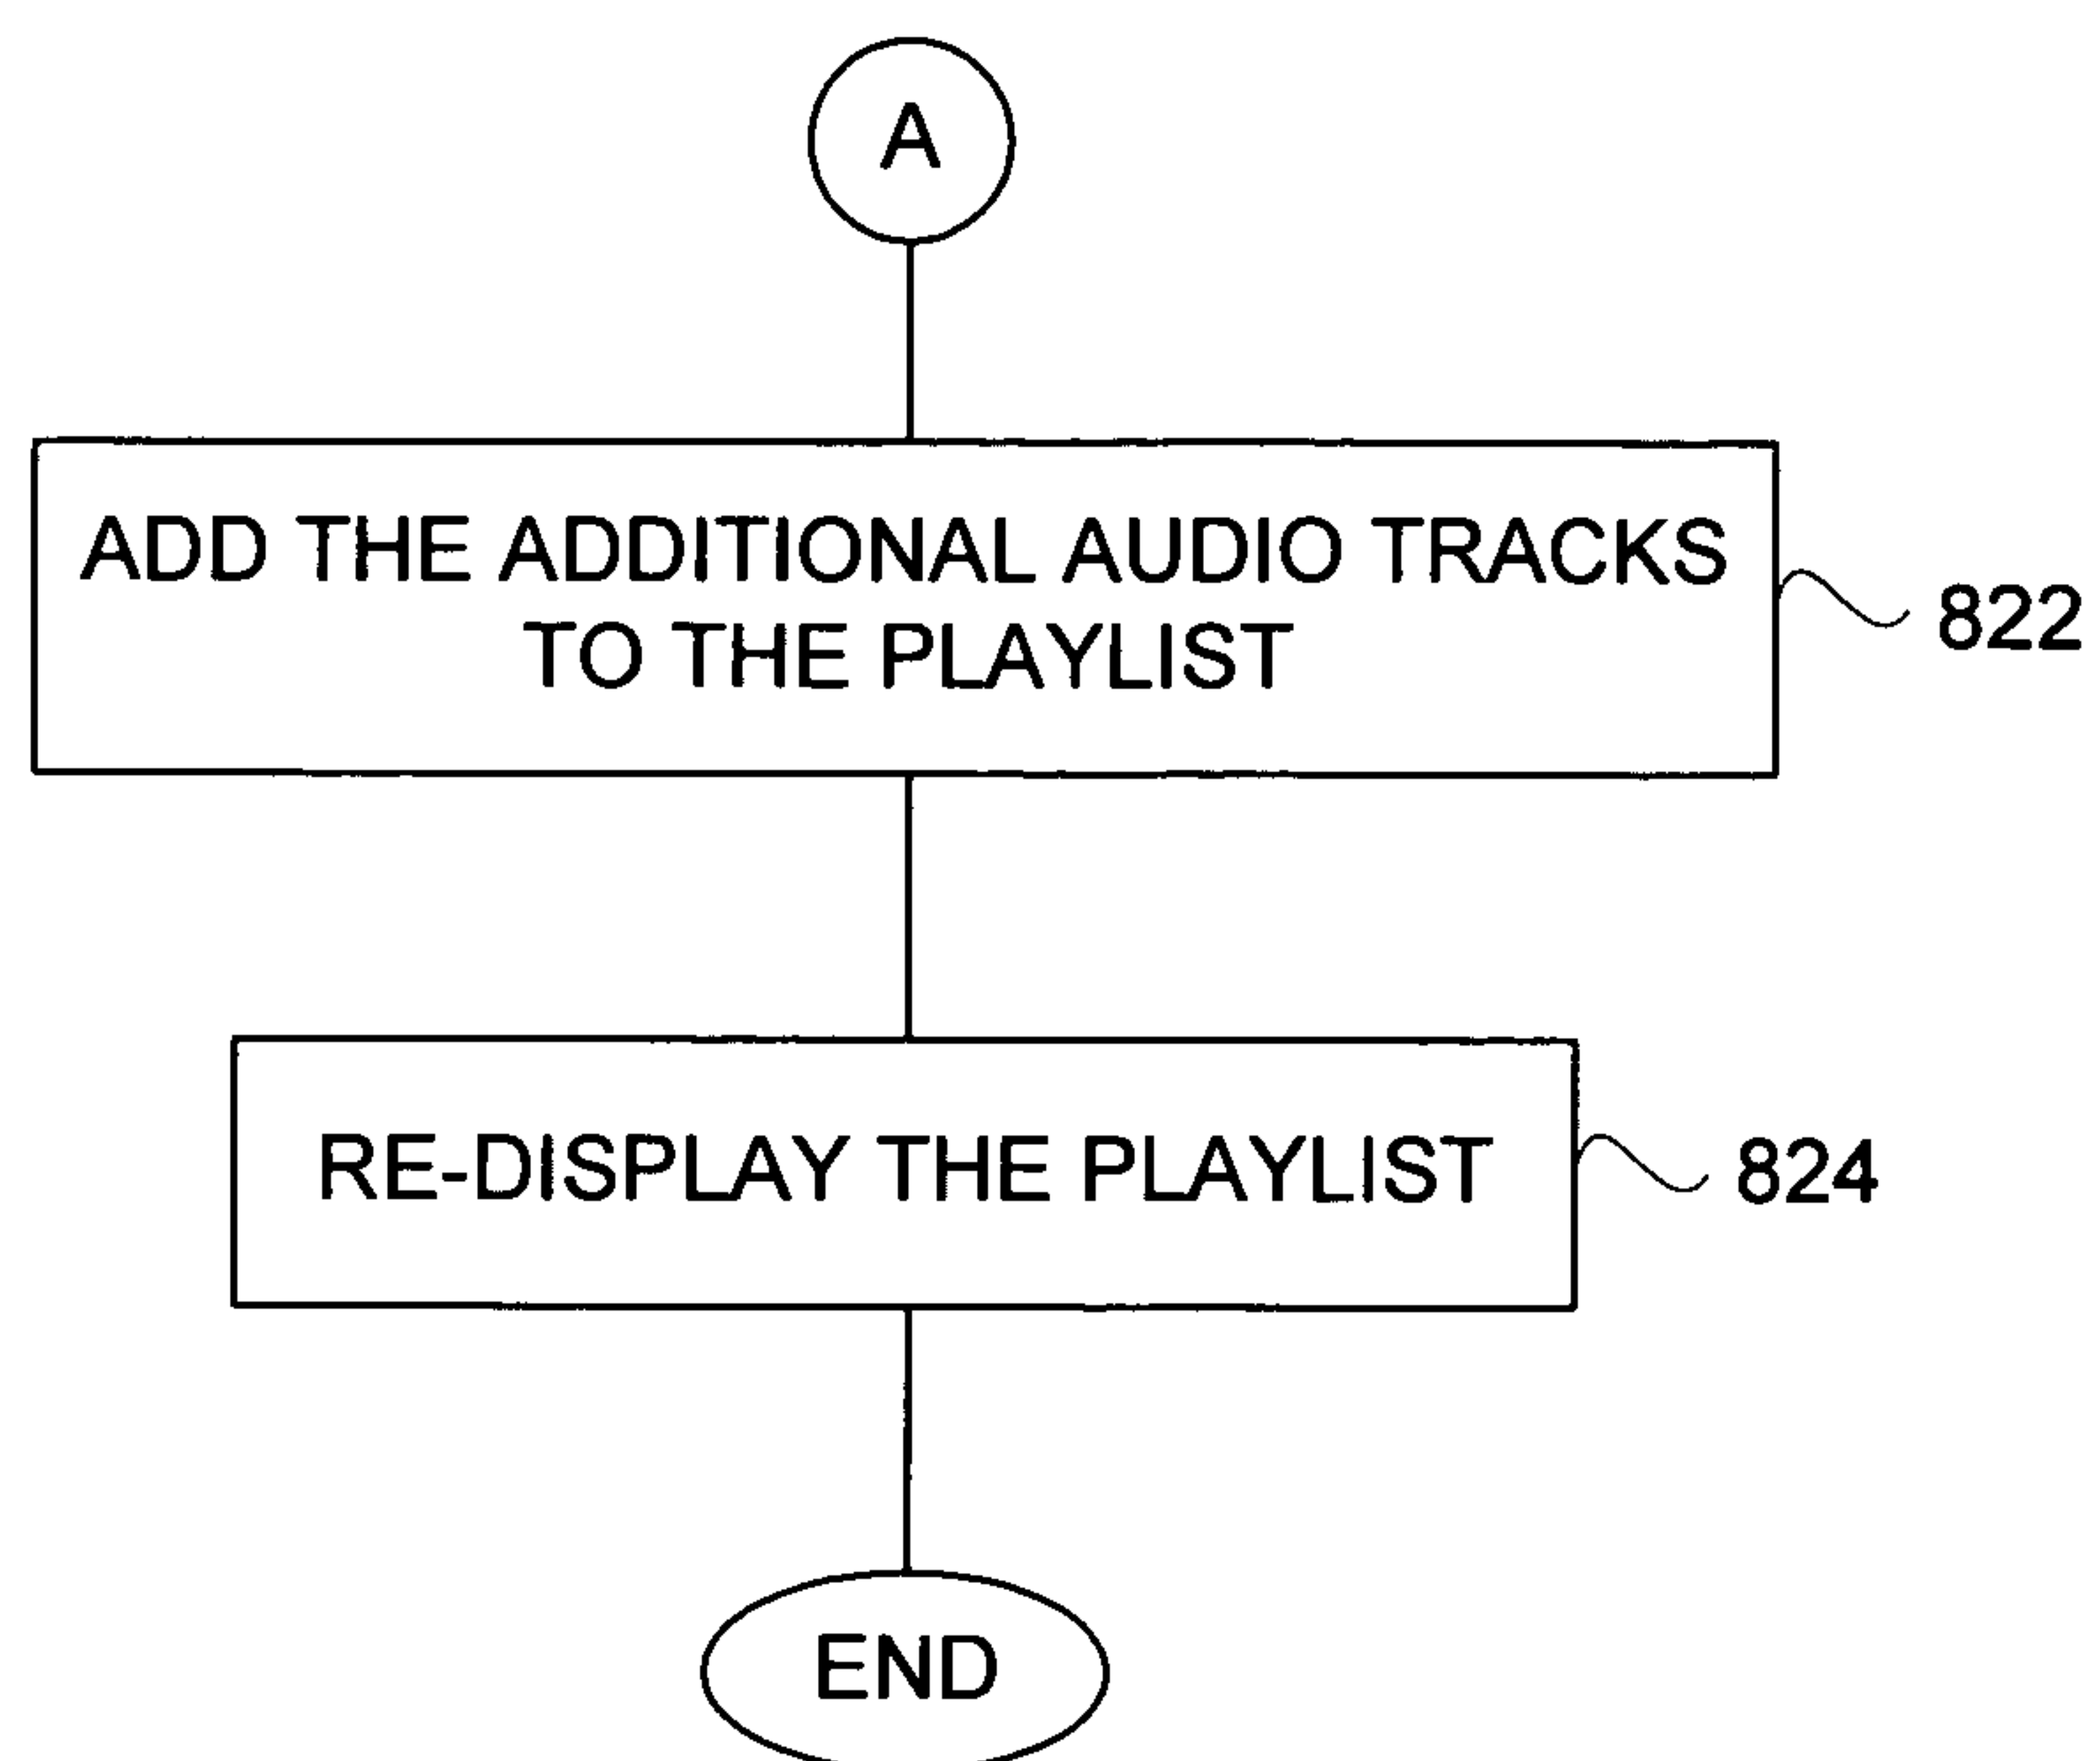 A
ADD THE ADDITIONAL AUDIO TRACKS
TO THE PLAYLIST
822
RE-DISPLAY THE PLAYLIST
824
END